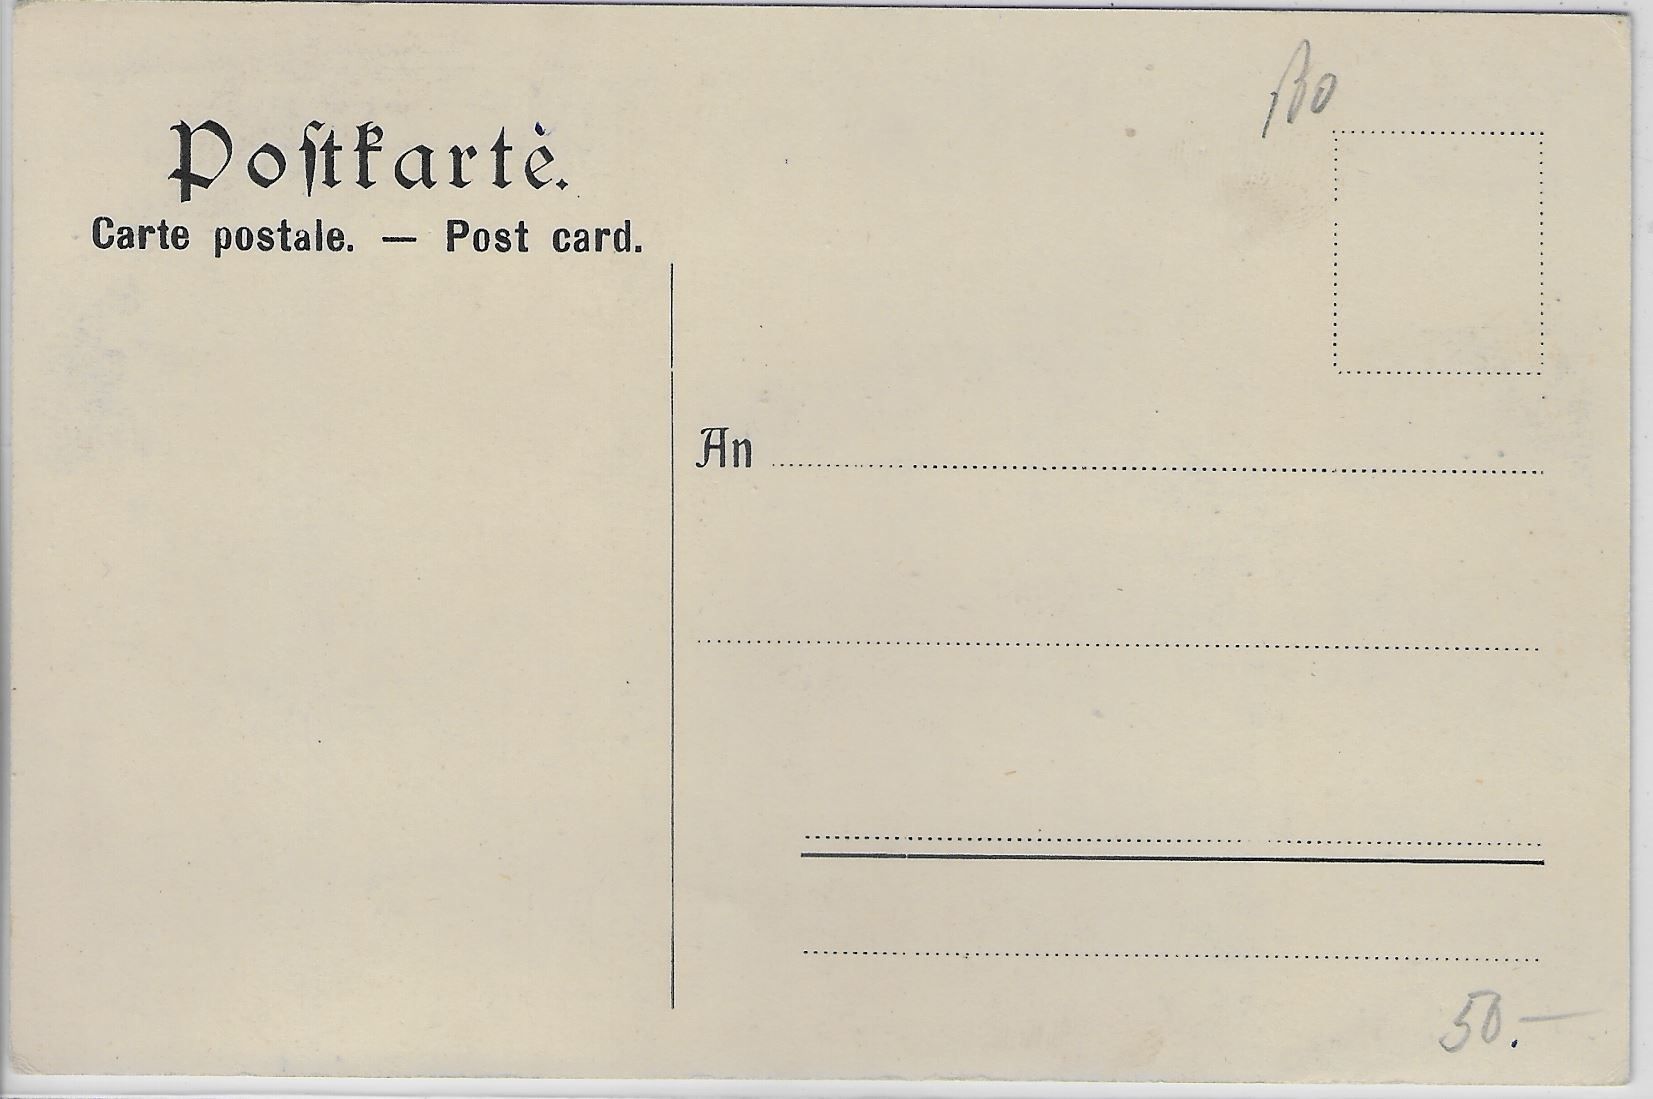 Postkarte.
Carte postale. — Post card.
An
50.—